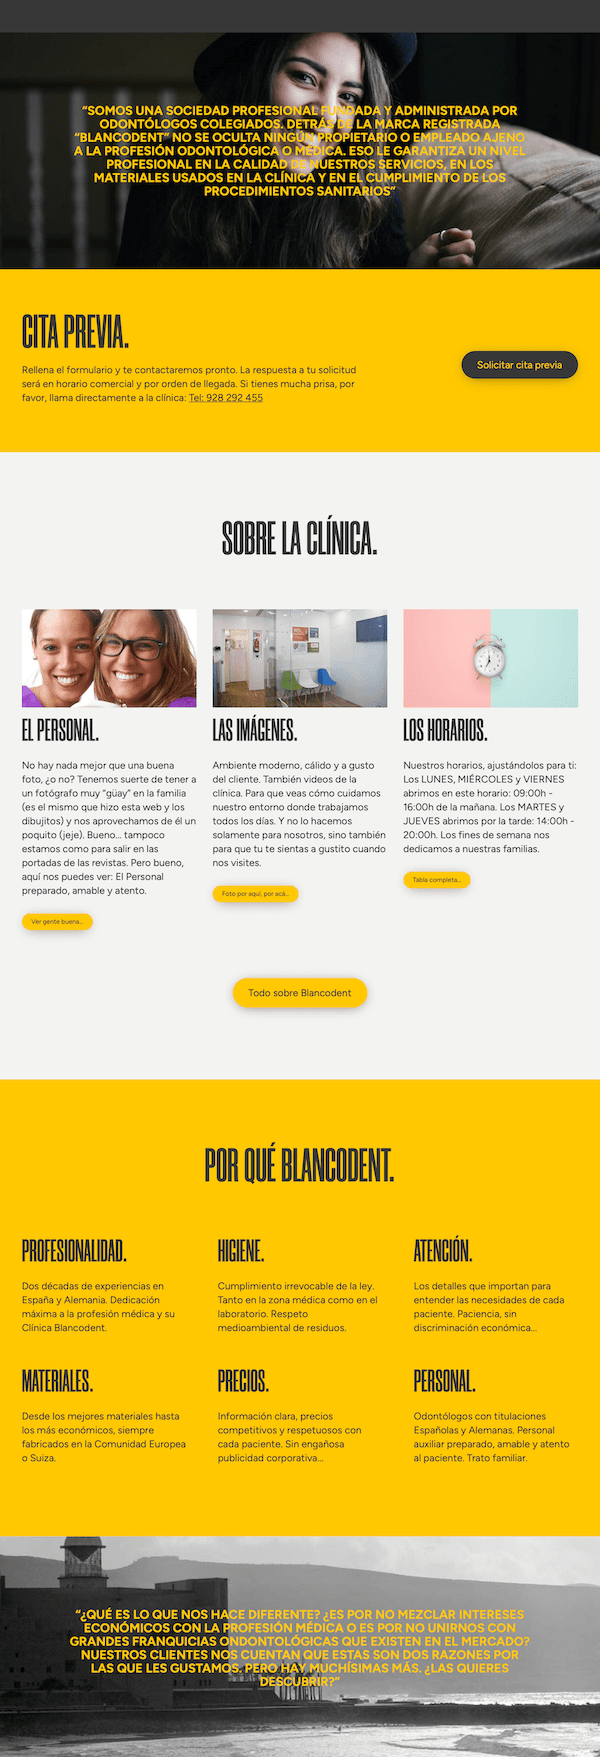 “SOMOS UNA SOCIEDAD PROFESIONAL FUNDADA Y ADMINISTRADA POR
ODONTÓLOGOS COLEGIADOS. DETRÁS DE LA MARCA REGISTRADA
“BLANCODENT” NO SE OCULTA NINGÚN PROPIETARIO O EMPLEADO AJENO
A LA PROFESIÓN ODONTOLÓGICA O MÉDICA. ESO LE GARANTIZA UN NIVEL
PROFESIONAL EN LA CALIDAD DE NUESTROS SERVICIOS, EN LOS
MATERIALES USADOS EN LA CLÍNICA Y EN EL CUMPLIMIENTO DE LOS
PROCEDIMIENTOS SANITARIOS”
CITA PREVIA.
Rellena el formulario y te contactaremos pronto. La respuesta a tu solicitud
será en horario comercial y por orden de llegada. Si tienes mucha prisa, por
favor, llama directamente a la clínica: Tel: 928 292 455
Solicitar cita previa
SOBRE LA CLÍNICA.
EL PERSONAL.
No hay nada mejor que una buena
foto, ¿o no? Tenemos suerte de tener a
un fotógrafo muy “güay” en la familia
(es el mismo que hizo esta web y los
dibujitos) y nos aprovechamos de él un
poquito (jeje). Bueno... tampoco
estamos como para salir en las
portadas de las revistas. Pero bueno,
aquí nos puedes ver: El Personal
preparado, amable y atento.
Ver gente buena...
LAS IMÁGENES.
Ambiente moderno, cálido y a gusto
del cliente. También videos de la
clínica. Para que veas cómo cuidamos
nuestro entorno donde trabajamos
todos los días. Y no lo hacemos
solamente para nosotros, sino también
para que tu te sientas a gustito cuando
nos visites.
Foto por aquí, por acá...
LOS HORARIOS.
Nuestros horarios, ajustándolos para ti:
Los LUNES, MIÉRCOLES y VIERNES
abrimos en este horario: 09:00h -
16:00h de la mañana. Los MARTES y
JUEVES abrimos por la tarde: 14:00h -
20:00h. Los fines de semana nos
dedicamos a nuestras familias.
Tabla completa...
Todo sobre Blancodent
POR QUÉ BLANCODENT.
PROFESIONALIDAD.
Dos décadas de experiencias en
España y Alemania. Dedicación
máxima a la profesión médica y su
Clínica Blancodent.
HIGIENE.
Cumplimiento irrevocable de la ley.
Tanto en la zona médica como en el
laboratorio. Respeto
medioambiental de residuos.
ATENCIÓN.
Los detalles que importan para
entender las necesidades de cada
paciente. Paciencia, sin
discriminación económica...
MATERIALES.
Desde los mejores materiales hasta
los más económicos, siempre
fabricados en la Comunidad Europea
o Suiza.
PRECIOS.
Información clara, precios
competitivos y respetuosos con
cada paciente. Sin engañosa
publicidad corporativa...
PERSONAL.
Odontólogos con titulaciones
Españolas y Alemanas. Personal
auxiliar preparado, amable y atento
al paciente. Trato familiar.
“¿QUÉ ES LO QUE NOS HACE DIFERENTE? ¿ES POR NO MEZCLAR INTERESES
ECONÓMICOS CON LA PROFESIÓN MÉDICA O ES POR NO UNIRNOS CON
GRANDES FRANQUICIAS ONDONTOLÓGICAS QUE EXISTEN EN EL MERCADO?
NUESTROS CLIENTES NOS CUENTAN QUE ESTAS SON DOS RAZONES POR
LAS QUE LES GUSTAMOS. PERO HAY MUCHÍSIMAS MÁS. ¿LAS QUIERES
DESCUBRIR?”